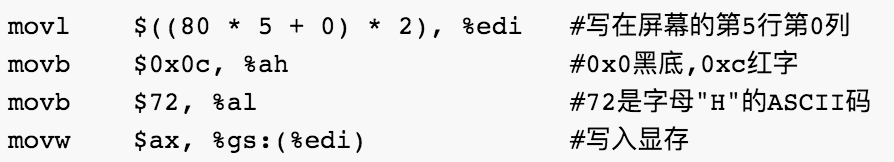 movl $((80 * 5 + 0) * 2), %edi #写在屏幕的第5行第0列
movb $0x0c, %ah #0x0黑底,0xc红字
movb $72, %al #72是字母"H"的ASCII码
movw $ax, %gs:(%edi) #写入显存